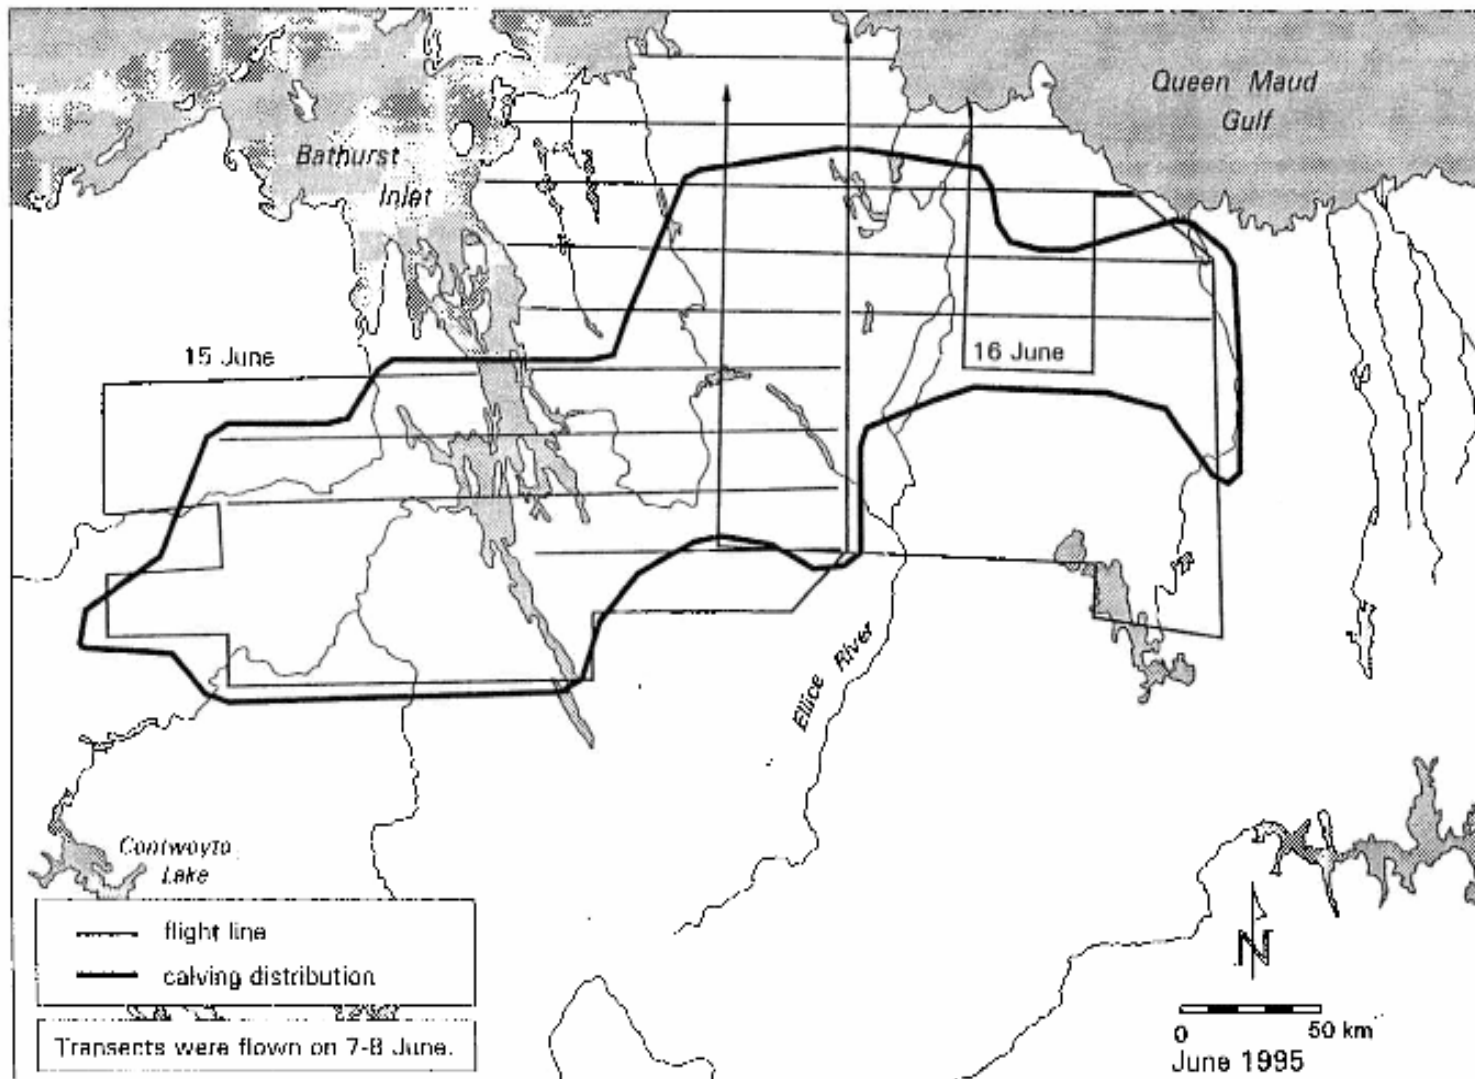 Queen Maud
Gulf
Bathurst
Inlet
15 June
16 June
Ellice River
Contwoyto
Lake
flight line
calving distribution
Transects were flown on 7-8 June.
N
0 50 km
June 1995